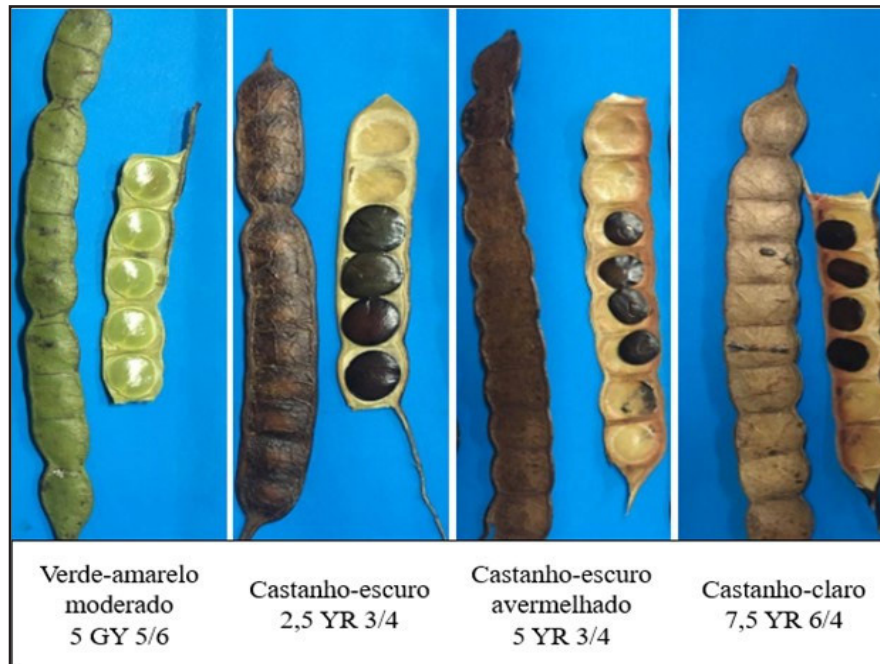 Verde-amarelo
moderado
5 GY 5/6
Castanho-escuro
2,5 YR 3/4
Castanho-escuro
avermelhado
5 YR 3/4
Castanho-claro
7,5 YR 6/4